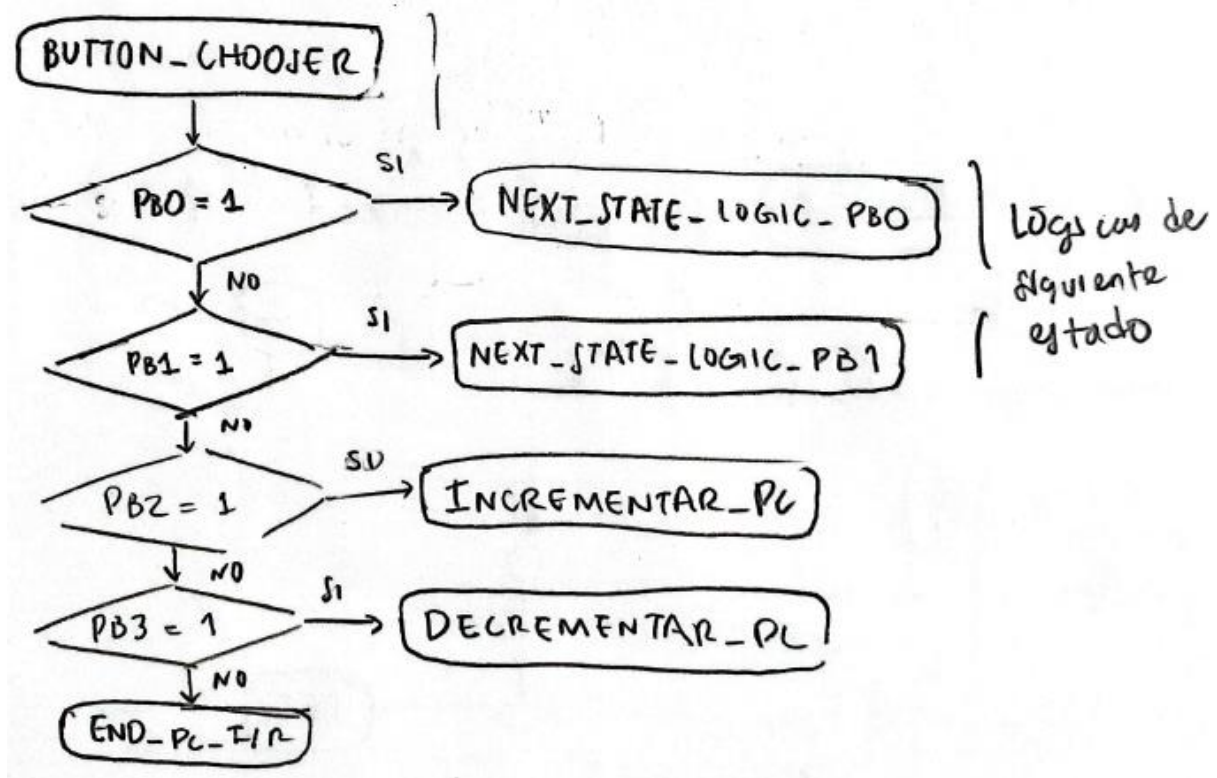 BUTTON_CHOOSER
PB0 = 1
SI
NEXT_STATE_LOGIC_PB0
Lógicas de
siguiente
estado
NO
PB1 = 1
SI
NEXT_STATE_LOGIC_PB1
NO
PB2 = 1
SI
INCREMENTAR_PC
NO
PB3 = 1
SI
DECREMENTAR_PC
NO
END_PC_ISR